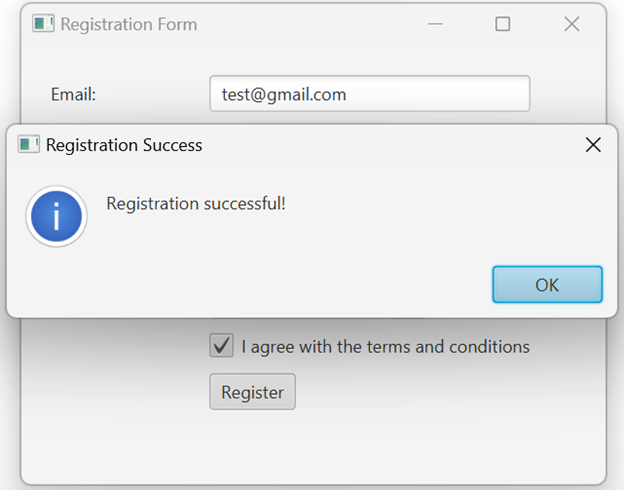 Registration Form
Email:
test@gmail.com
Registration Success
i
Registration successful!
OK
I agree with the terms and conditions
Register